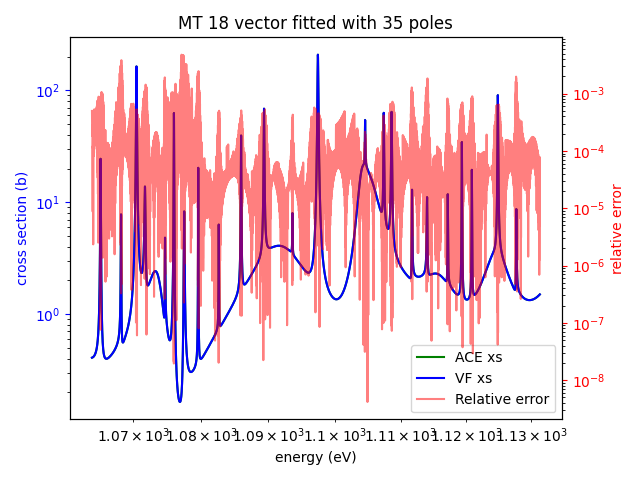 MT 18 vector fitted with 35 poles
cross section (b)
10²
10¹
10⁰
10⁻³
10⁻⁴
10⁻⁵
10⁻⁶
10⁻⁷
10⁻⁸
relative error
ACE xs
VF xs
Relative error
1.07×10³ 1.08×10³ 1.09×10³ 1.1×10³ 1.11×10³ 1.12×10³ 1.13×10³
energy (eV)